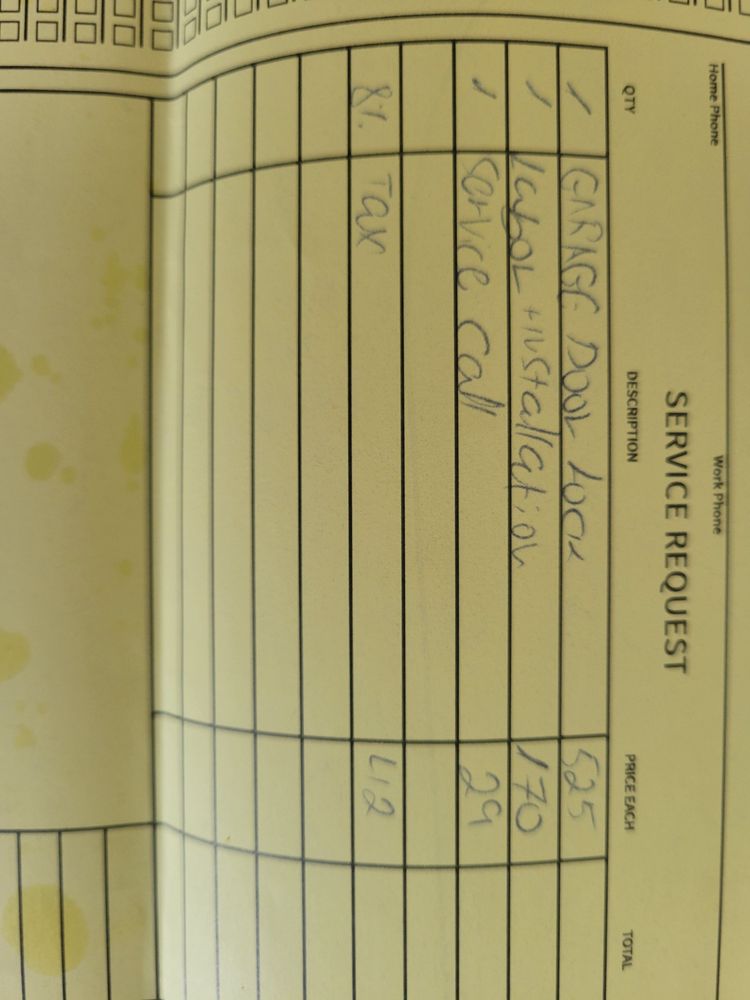 Home Phone Work Phone
SERVICE REQUEST
QTY DESCRIPTION PRICE EACH TOTAL
1 GARAGE DOOR LOCK 525
1 Labor + installation 170
1 Service call 29
8% Tax 42